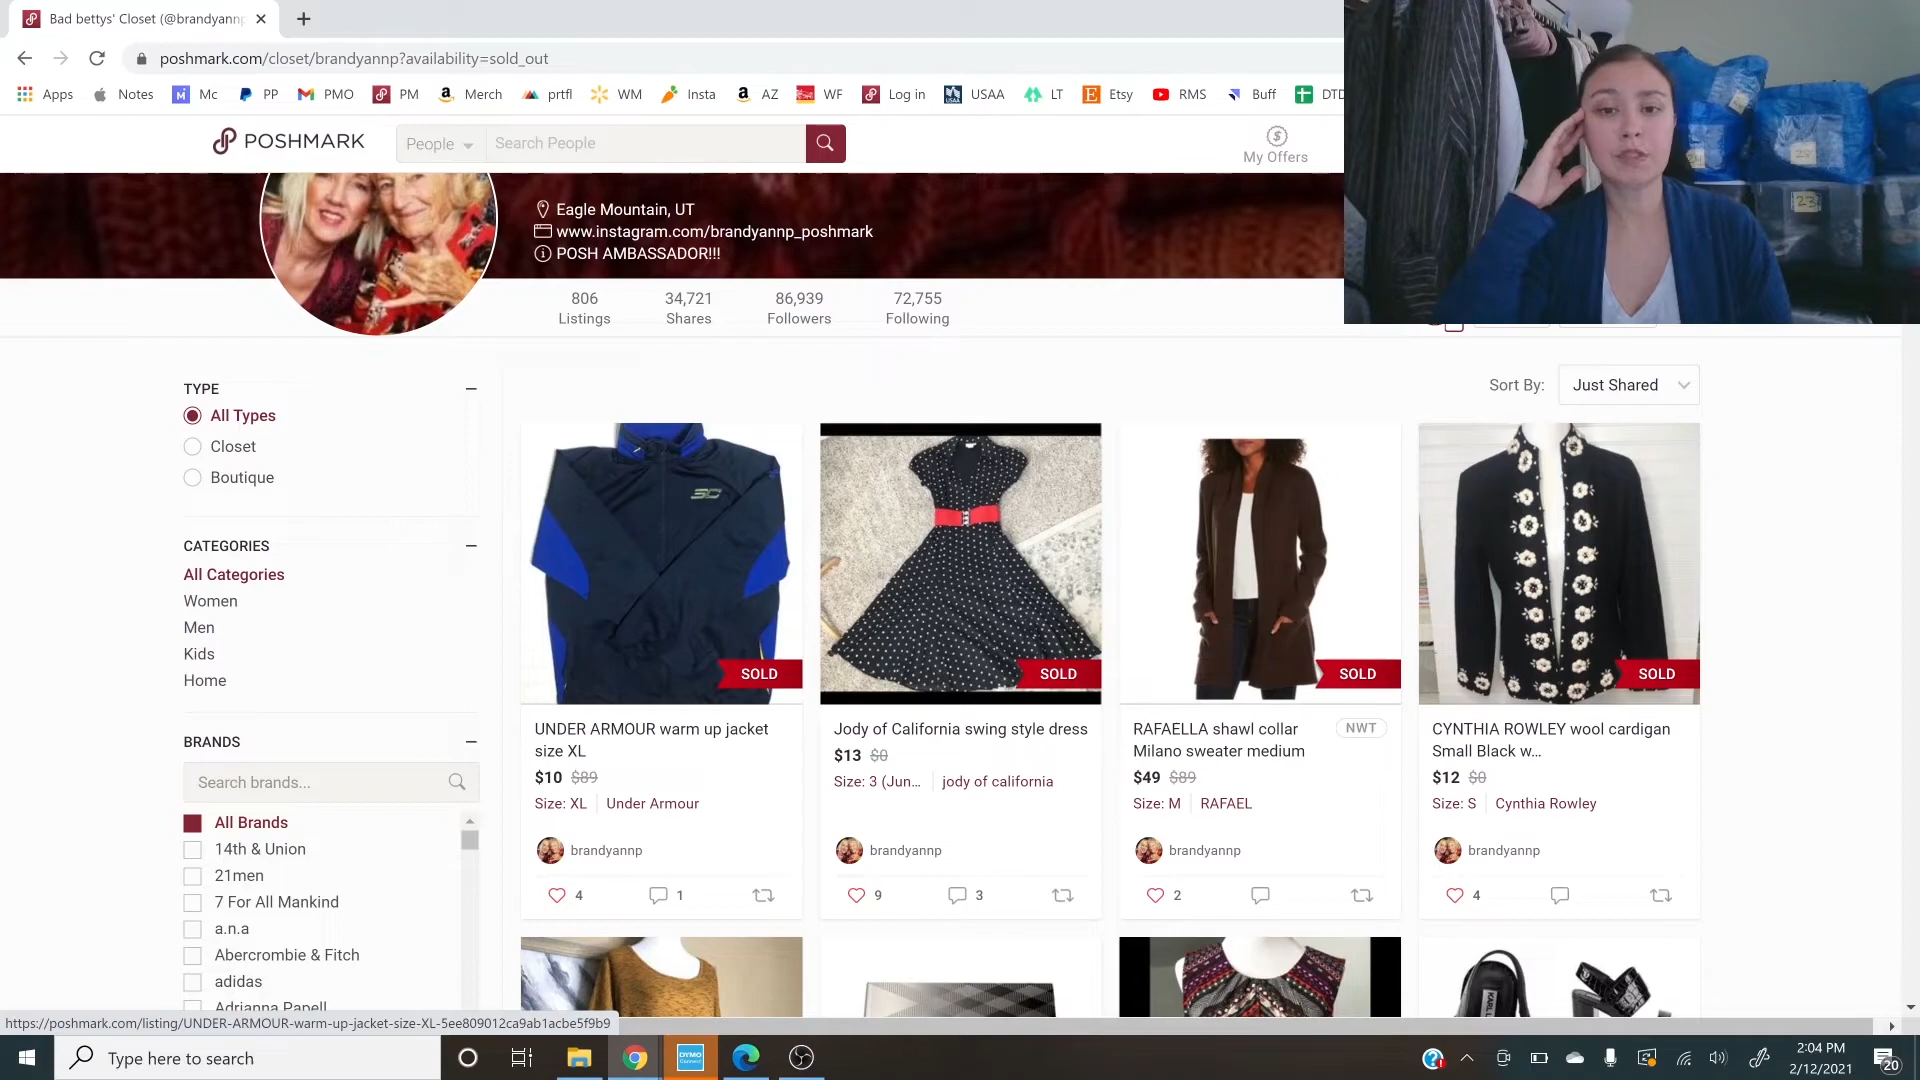 Bad bettys' Closet (@brandyannp
poshmark.com/closet/brandyannp?availability=sold_out
Apps Notes Mc PP PMO PM Merch prtfl WM Insta AZ WF Log in USAA LT Etsy RMS Buff DTD
POSHMARK People Search People
My Offers
Eagle Mountain, UT
www.instagram.com/brandyannp_poshmark
POSH AMBASSADOR!!!
806 34,721 86,939 72,755
Listings Shares Followers Following
23
TYPE
All Types
Closet
Boutique
CATEGORIES
All Categories
Women
Men
Kids
Home
BRANDS
Search brands...
All Brands
14th & Union
21men
7 For All Mankind
a.n.a
Abercrombie & Fitch
adidas
Adrianna Papell
Sort By: Just Shared
SOLD
UNDER ARMOUR warm up jacket
size XL
$10 $89
Size: XL Under Armour
brandyannp
4 1
SOLD
Jody of California swing style dress
$13 $0
Size: 3 (Jun... jody of california
brandyannp
9 3
SOLD
RAFAELLA shawl collar NWT
Milano sweater medium
$49 $89
Size: M RAFAEL
brandyannp
2
SOLD
CYNTHIA ROWLEY wool cardigan
Small Black w...
$12 $0
Size: S Cynthia Rowley
brandyannp
4
KARL
https://poshmark.com/listing/UNDER-ARMOUR-warm-up-jacket-size-XL-5ee809012ca9ab1acbe5f9b9
Type here to search
DYMO
Connect
2:04 PM
2/12/2021
20